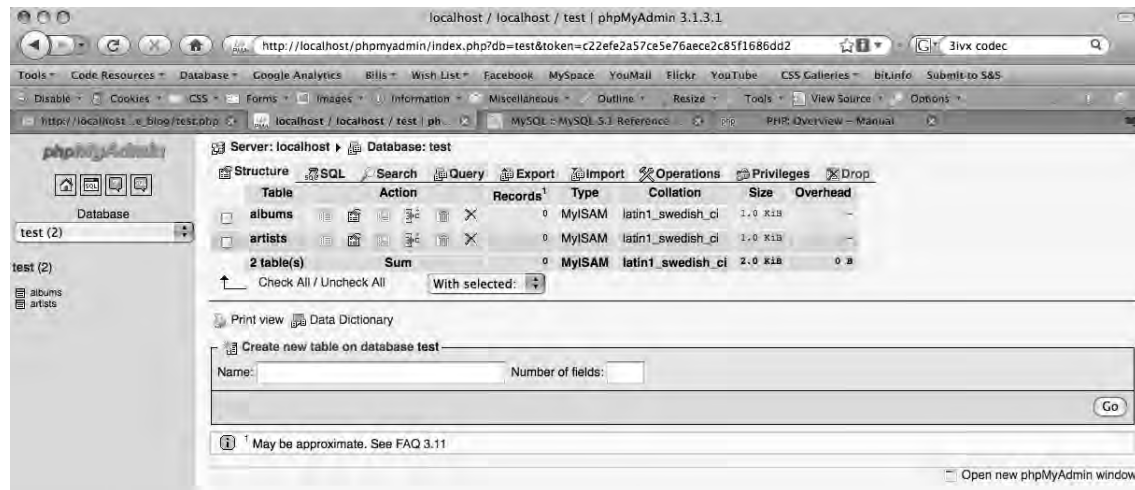 localhost / localhost / test | phpMyAdmin 3.1.3.1
http://localhost/phpmyadmin/index.php?db=test&token=c22efe2a57ce5e76aece2c85f1686dd2 3ivx codec
Tools Code Resources Database Google Analytics Bills Wish List Facebook MySpace YouMail Flickr YouTube CSS Galleries bit.info Submit to S&S
Disable Cookies CSS Forms Images Information Miscellaneous Outline Resize Tools View Source Options
http://localhost...e_blog/test.php localhost / localhost / test | ph... MySQL :: MySQL 5.1 Reference ... PHP: Overview – Manual
phpMyAdmin
Database
test (2)
test (2)
albums
artists
Server: localhost Database: test
Structure SQL Search Query Export Import Operations Privileges Drop
Table Action Records1 Type Collation Size Overhead
albums 0 MyISAM latin1_swedish_ci 1.0 KiB –
artists 0 MyISAM latin1_swedish_ci 1.0 KiB –
2 table(s) Sum 0 MyISAM latin1_swedish_ci 2.0 KiB 0 B
Check All / Uncheck All With selected:
Print view Data Dictionary
Create new table on database test
Name: Number of fields:
Go
1 May be approximate. See FAQ 3.11
Open new phpMyAdmin window